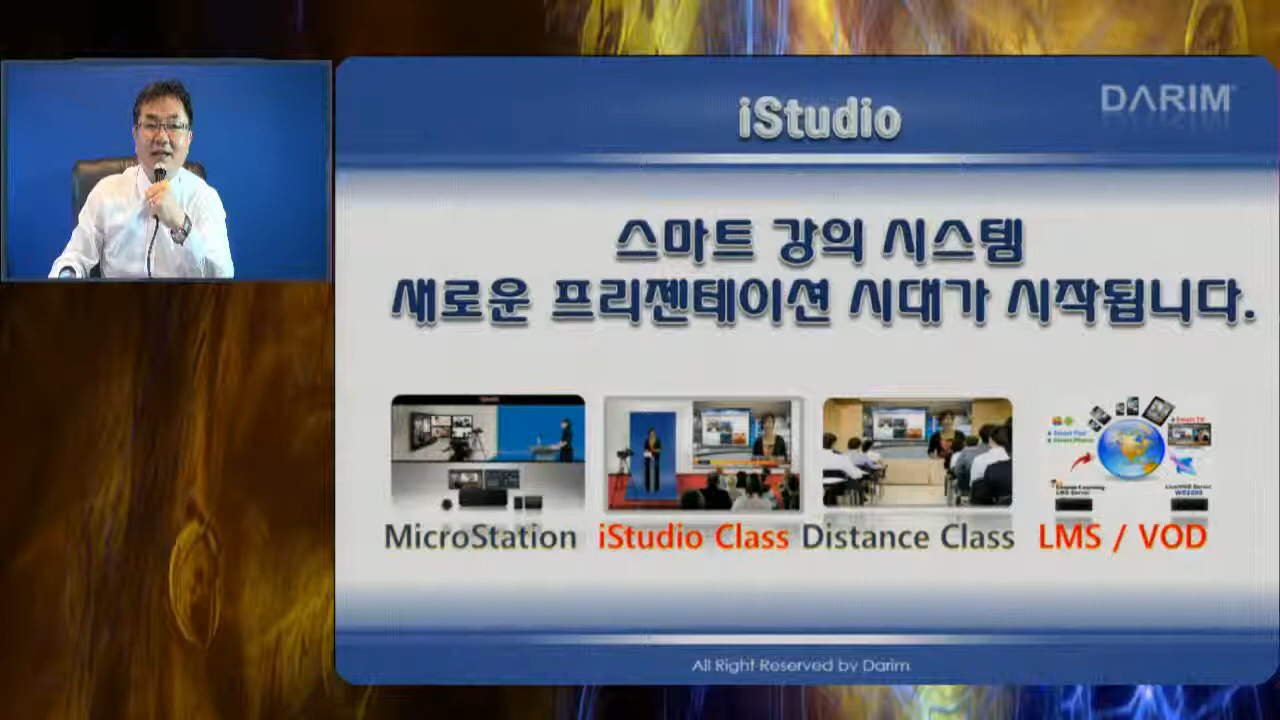 iStudio
DARIM
스마트 강의 시스템
새로운 프리젠테이션 시대가 시작됩니다.
MicroStation
iStudio Class
Distance Class
LMS / VOD
All Right Reserved by Darim